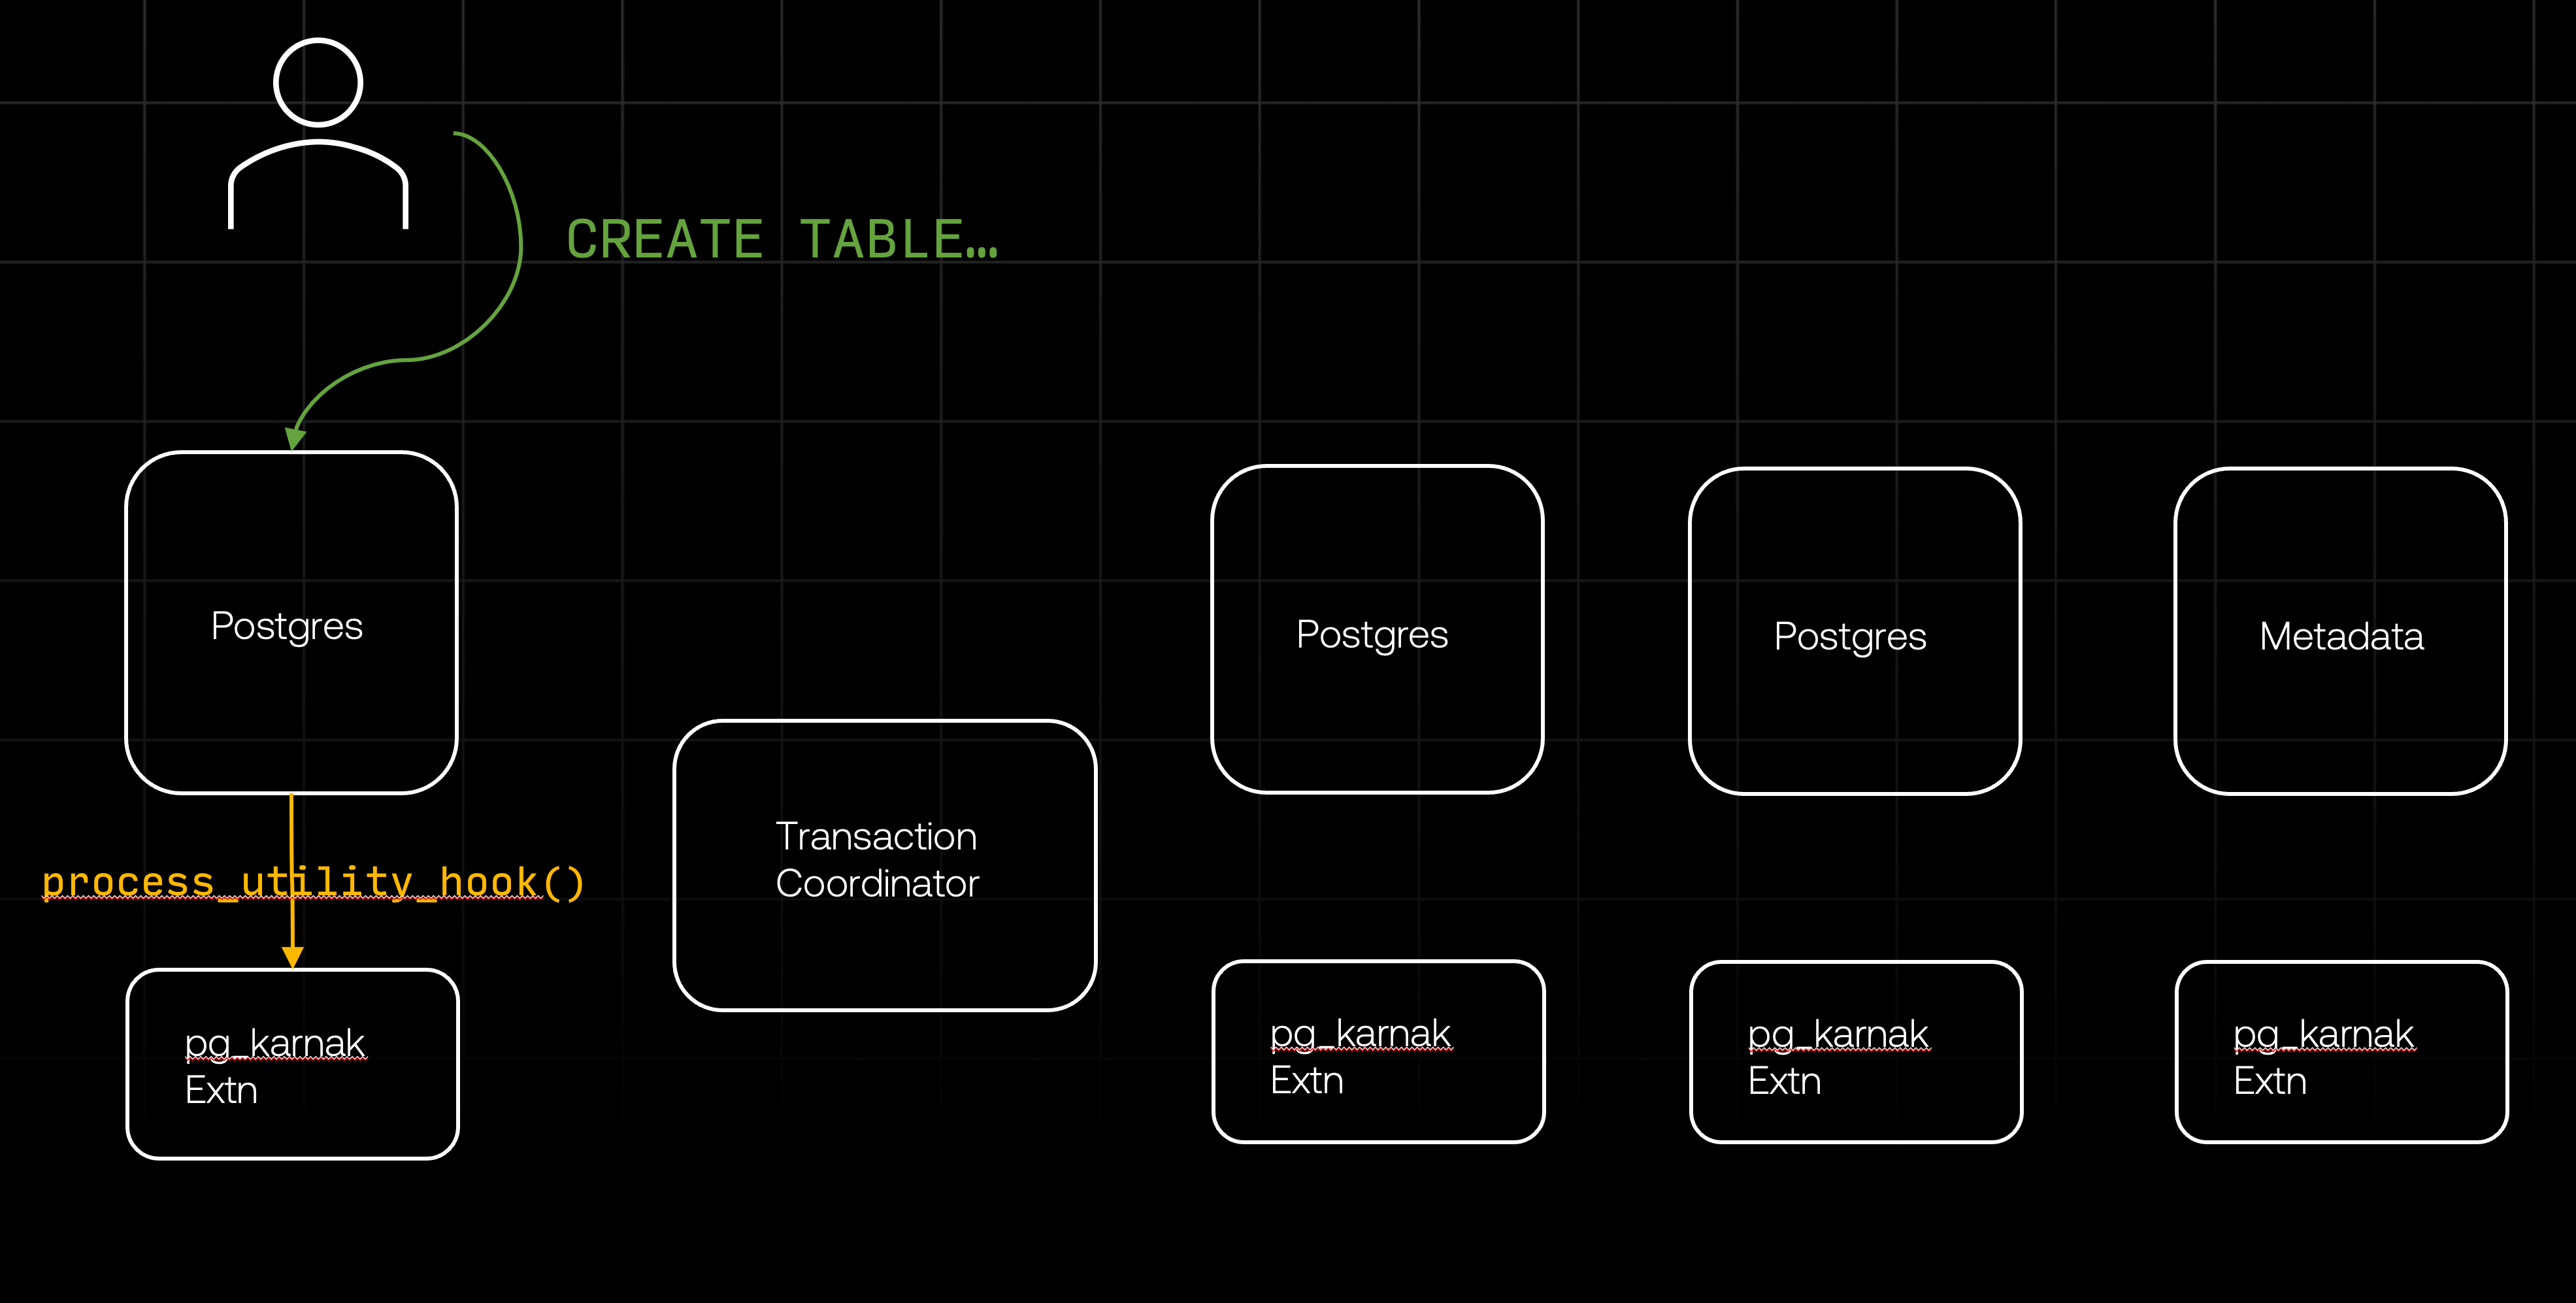 CREATE TABLE…
Postgres
Postgres
Postgres
Metadata
Transaction
Coordinator
process_utility_hook()
pg_karnak
Extn
pg_karnak
Extn
pg_karnak
Extn
pg_karnak
Extn